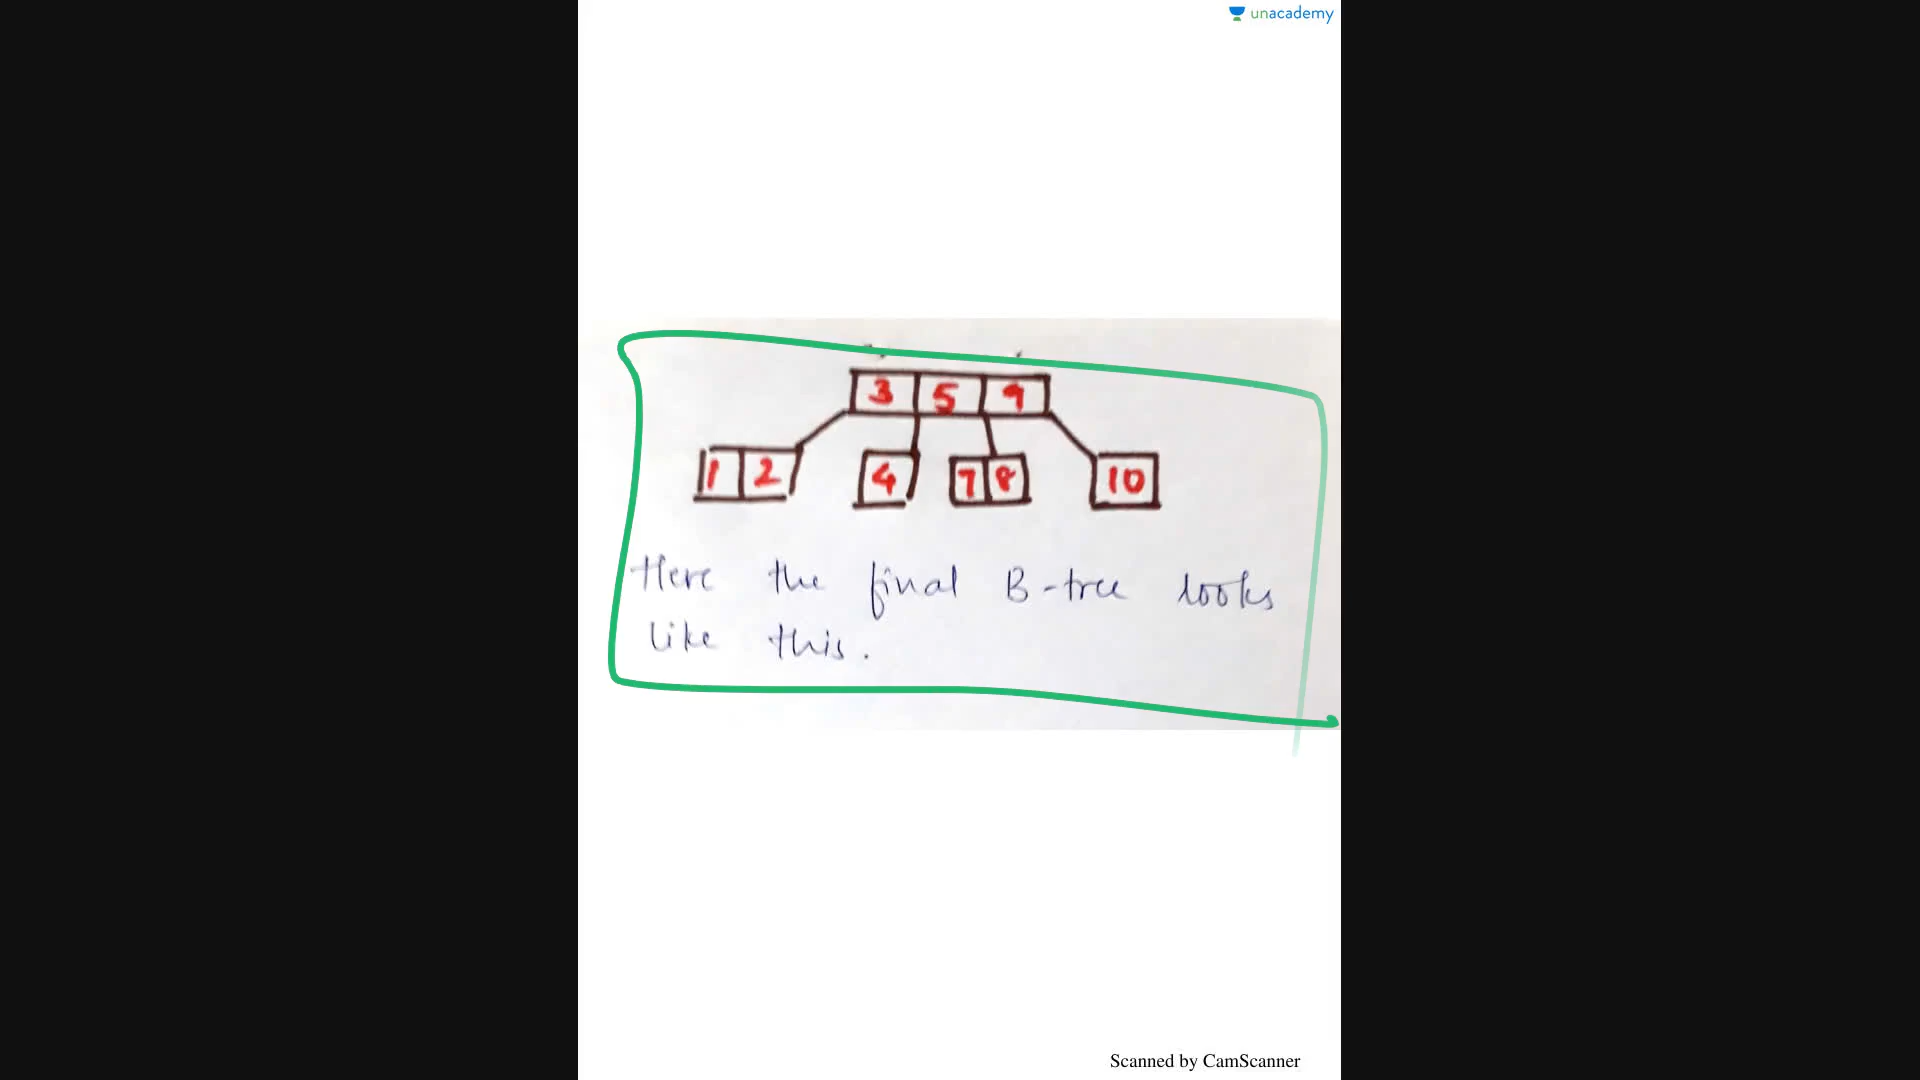 unacademy
3 5 9
1 2 4 7 8 10
Here the final B-tree looks
like this.
Scanned by CamScanner